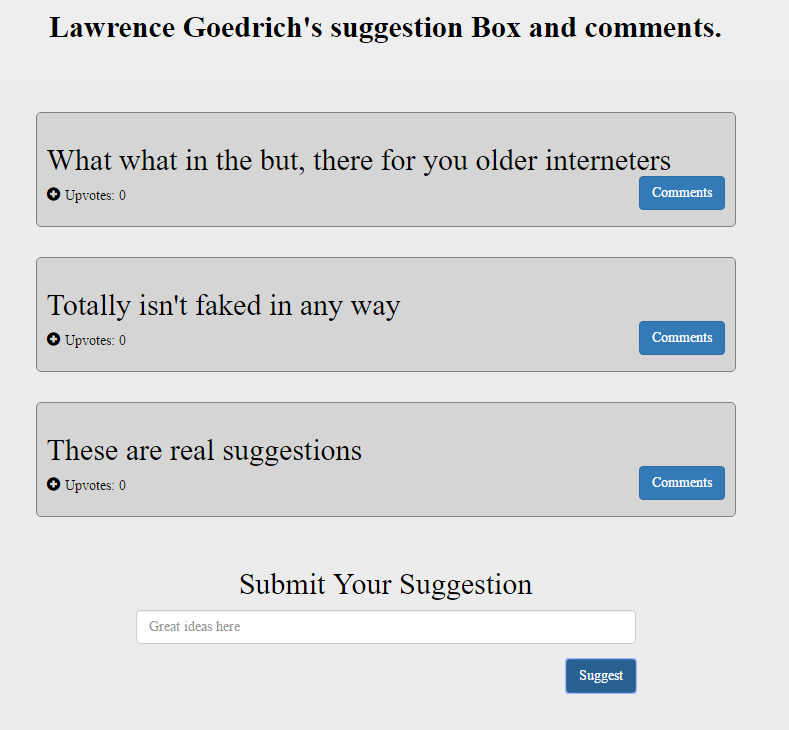 Lawrence Goedrich's suggestion Box and comments.
What what in the but, there for you older interneters
Upvotes: 0
Comments
Totally isn't faked in any way
Upvotes: 0
Comments
These are real suggestions
Upvotes: 0
Comments
Submit Your Suggestion
Great ideas here
Suggest